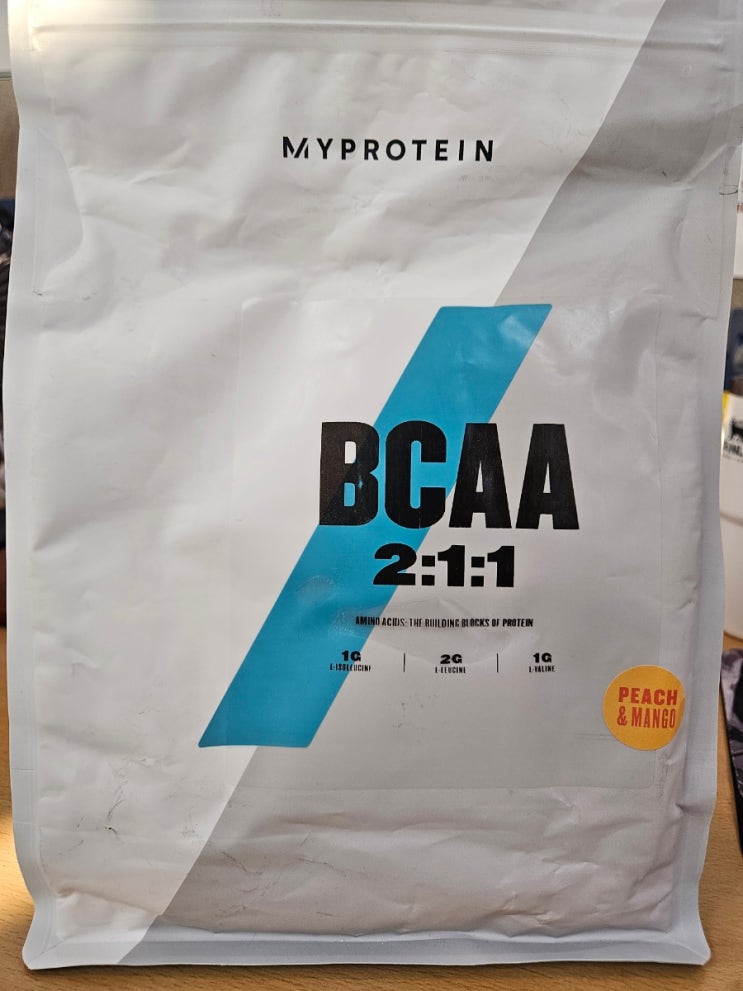 MYPROTEIN
BCAA
2:1:1
AMINO ACIDS: THE BUILDING BLOCKS OF PROTEIN
1G
L-ISOLEUCINE
2G
L-LEUCINE
1G
L-VALINE
PEACH
& MANGO